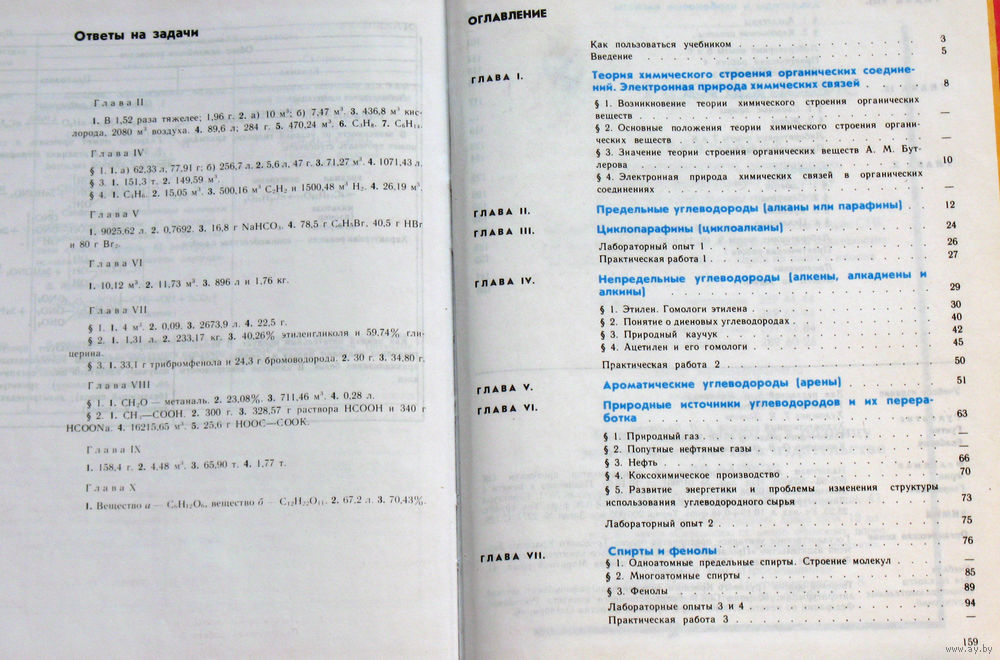 Ответы на задачи
Глава II
1. В 1,52 раза тяжелее; 1,96 г. 2. а) 10 м³; б) 7,47 м³. 3. 436,8 м³ кис-
лорода, 2080 м³ воздуха. 4. 89,6 л; 284 г. 5. 470,24 м³. 6. C₃H₈. 7. C₆H₁₄.
Глава IV
§ 1. 1. а) 62,33 л, 77,91 г; б) 256,7 л. 2. 5,6 л, 47 г. 3. 71,27 м³. 4. 1071,43 л.
§ 3. 1. 151,3 т. 2. 149,59 м³.
§ 4. 1. C₃H₆. 2. 15,05 м³. 3. 500,16 м³ C₂H₂ и 1500,48 м³ H₂. 4. 26,19 м³.
Глава V
1. 9025,62 л. 2. 0,7692. 3. 16,8 г NaHCO₃. 4. 78,5 г C₆H₅Br. 40,5 г HBr
и 80 г Br₂.
Глава VI
1. 10,12 м³. 2. 11,73 м³. 3. 896 л и 1,76 кг.
Глава VII
§ 1. 1. 4 м³. 2. 0,09. 3. 2673,9 л. 4. 22,5 г.
§ 2. 1. 1,31 л. 2. 233,17 кг. 3. 40,26% этиленгликоля и 59,74% гли-
церина.
§ 3. 1. 33,1 г трибромфенола и 24,3 г бромоводорода. 2. 30 г. 3. 34,80 г.
Глава VIII
§ 1. 1. CH₂O — метаналь. 2. 23,08%. 3. 711,46 м³. 4. 0,28 л.
§ 2. 1. CH₃—COOH. 2. 300 г. 3. 328,57 г раствора HCOOH и 340 г
HCOONa. 4. 16215,65 м³. 5. 25,6 г HOOC—COOK.
Глава IX
1. 158,4 г. 2. 4,48 м³. 3. 65,90 т. 4. 1,77 т.
Глава X
1. Вещество а — C₆H₁₂O₆, вещество б — C₁₂H₂₂O₁₁. 2. 67,2 л. 3. 70,43%.
ОГЛАВЛЕНИЕ
Как пользоваться учебником . . . . . . . . . . 3
Введение . . . . . . . . . . 5
ГЛАВА I. Теория химического строения органических соедине-
ний. Электронная природа химических связей . 8
§ 1. Возникновение теории химического строения органических
веществ . . . . . . . . . . —
§ 2. Основные положения теории химического строения органи-
ческих веществ . . . . . . . . . . —
§ 3. Значение теории строения органических веществ А. М. Бут-
лерова . . . . . . . . . . 10
§ 4. Электронная природа химических связей в органических
соединениях . . . . . . . . . . —
ГЛАВА II. Предельные углеводороды (алканы или парафины) . 12
ГЛАВА III. Циклопарафины (циклоалканы) . . . . . . 24
Лабораторный опыт 1 . . . . . . . . . . 26
Практическая работа 1 . . . . . . . . . . 27
ГЛАВА IV. Непредельные углеводороды (алкены, алкадиены и
алкины) . . . . . . . . . . 29
§ 1. Этилен. Гомологи этилена . . . . . . . . 30
§ 2. Понятие о диеновых углеводородах . . . . . . 40
§ 3. Природный каучук . . . . . . . . 42
§ 4. Ацетилен и его гомологи . . . . . . . . 45
Практическая работа 2 . . . . . . . . . . 50
ГЛАВА V. Ароматические углеводороды (арены) . . . . 51
ГЛАВА VI. Природные источники углеводородов и их перера-
ботка . . . . . . . . . . 63
§ 1. Природный газ . . . . . . . . . . —
§ 2. Попутные нефтяные газы . . . . . . . . —
§ 3. Нефть . . . . . . . . . . 66
§ 4. Коксохимическое производство . . . . . . 70
§ 5. Развитие энергетики и проблемы изменения структуры
использования углеводородного сырья . . . . . . 73
Лабораторный опыт 2 . . . . . . . . . . 75
ГЛАВА VII. Спирты и фенолы . . . . . . . . 76
§ 1. Одноатомные предельные спирты. Строение молекул . . —
§ 2. Многоатомные спирты . . . . . . . . 85
§ 3. Фенолы . . . . . . . . . . 89
Лабораторные опыты 3 и 4 . . . . . . . . 94
Практическая работа 3 . . . . . . . . —
159
www.ay.by